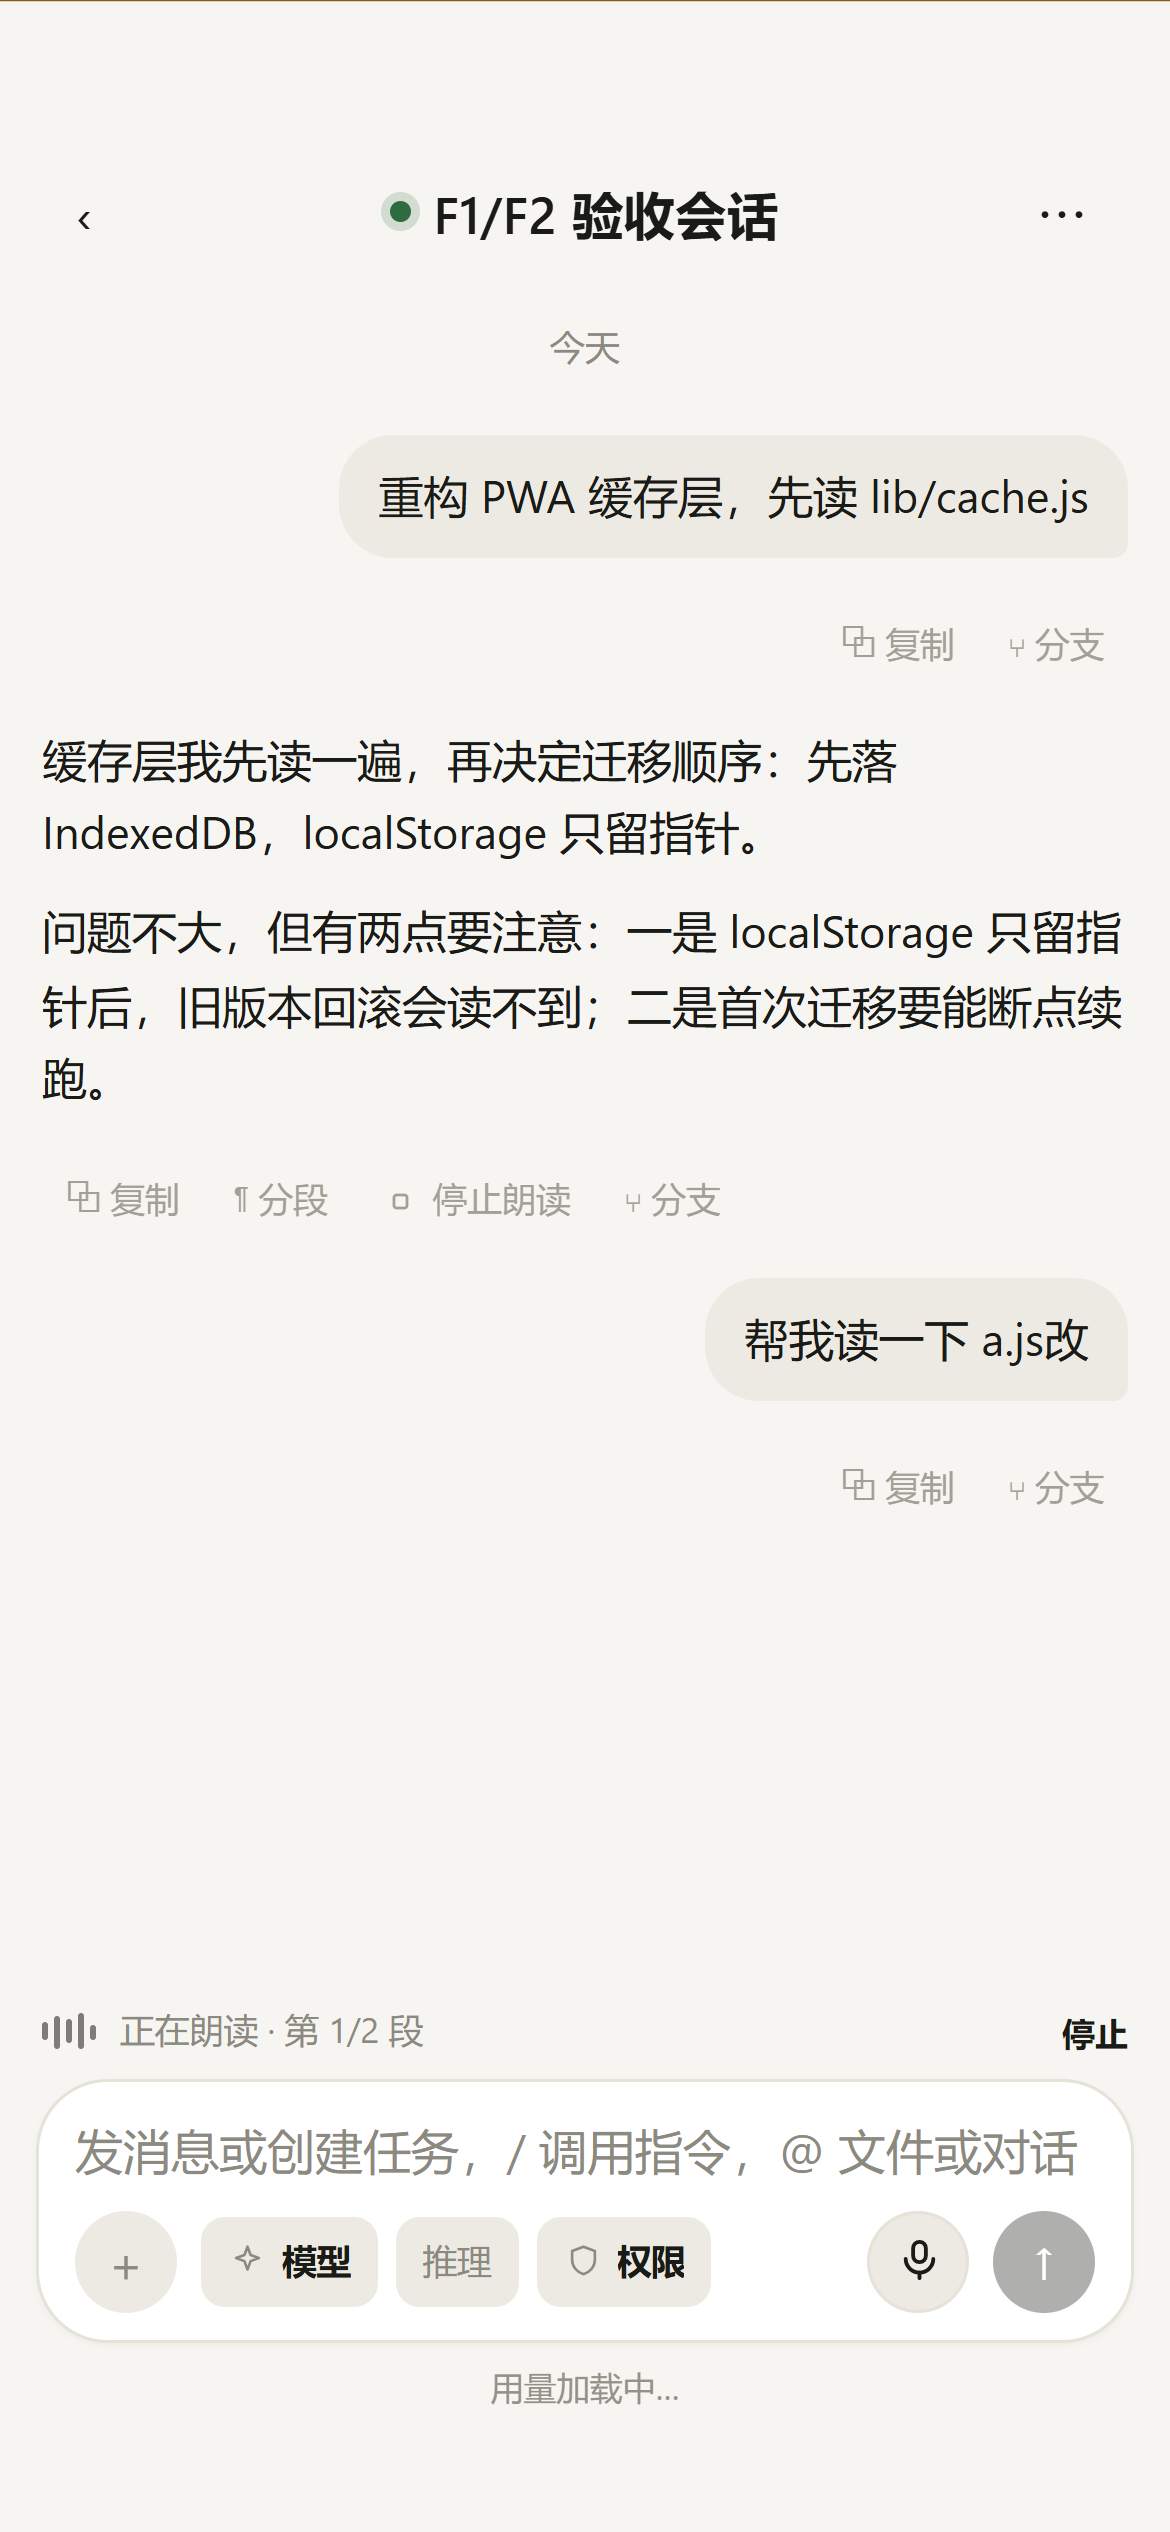 F1/F2 验收会话
今天
重构 PWA 缓存层，先读 lib/cache.js
复制 分支
缓存层我先读一遍，再决定迁移顺序：先落
IndexedDB，localStorage 只留指针。
问题不大，但有两点要注意：一是 localStorage 只留指
针后，旧版本回滚会读不到；二是首次迁移要能断点续
跑。
复制 ¶ 分段 停止朗读 分支
帮我读一下 a.js改
复制 分支
正在朗读 · 第 1/2 段 停止
发消息或创建任务，/ 调用指令，@ 文件或对话
+ 模型 推理 权限 ↑
用量加载中...